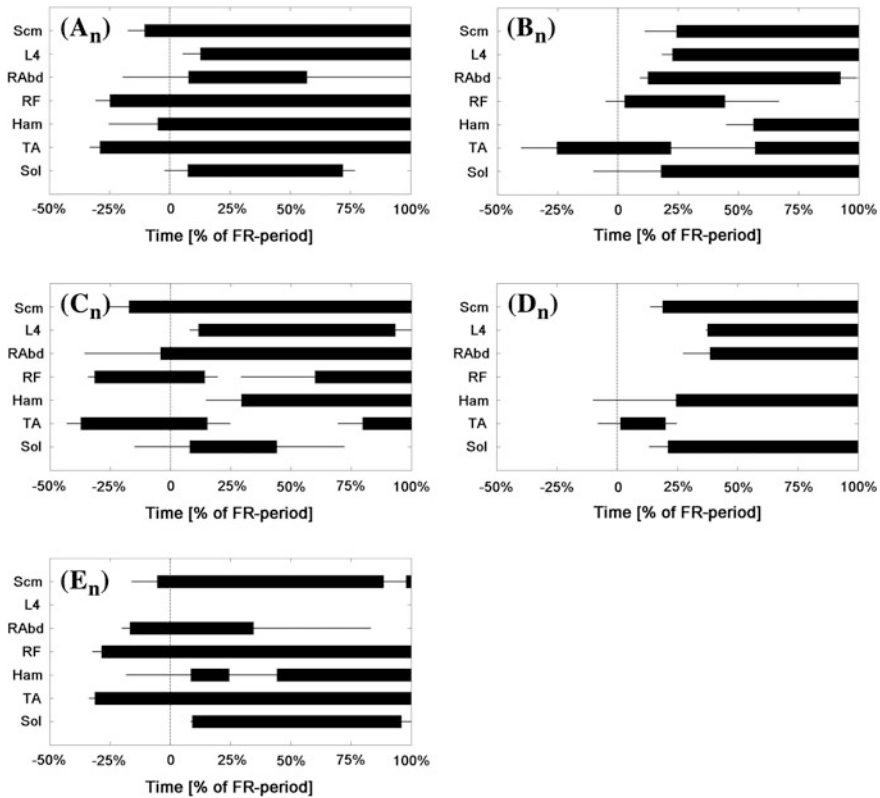 (An)
Scm
L4
RAbd
RF
Ham
TA
Sol
-50% -25% 0 25% 50% 75% 100%
Time [% of FR-period]
(Bn)
Scm
L4
RAbd
RF
Ham
TA
Sol
-50% -25% 0 25% 50% 75% 100%
Time [% of FR-period]
(Cn)
Scm
L4
RAbd
RF
Ham
TA
Sol
-50% -25% 0 25% 50% 75% 100%
Time [% of FR-period]
(Dn)
Scm
L4
RAbd
RF
Ham
TA
Sol
-50% -25% 0 25% 50% 75% 100%
Time [% of FR-period]
(En)
Scm
L4
RAbd
RF
Ham
TA
Sol
-50% -25% 0 25% 50% 75% 100%
Time [% of FR-period]